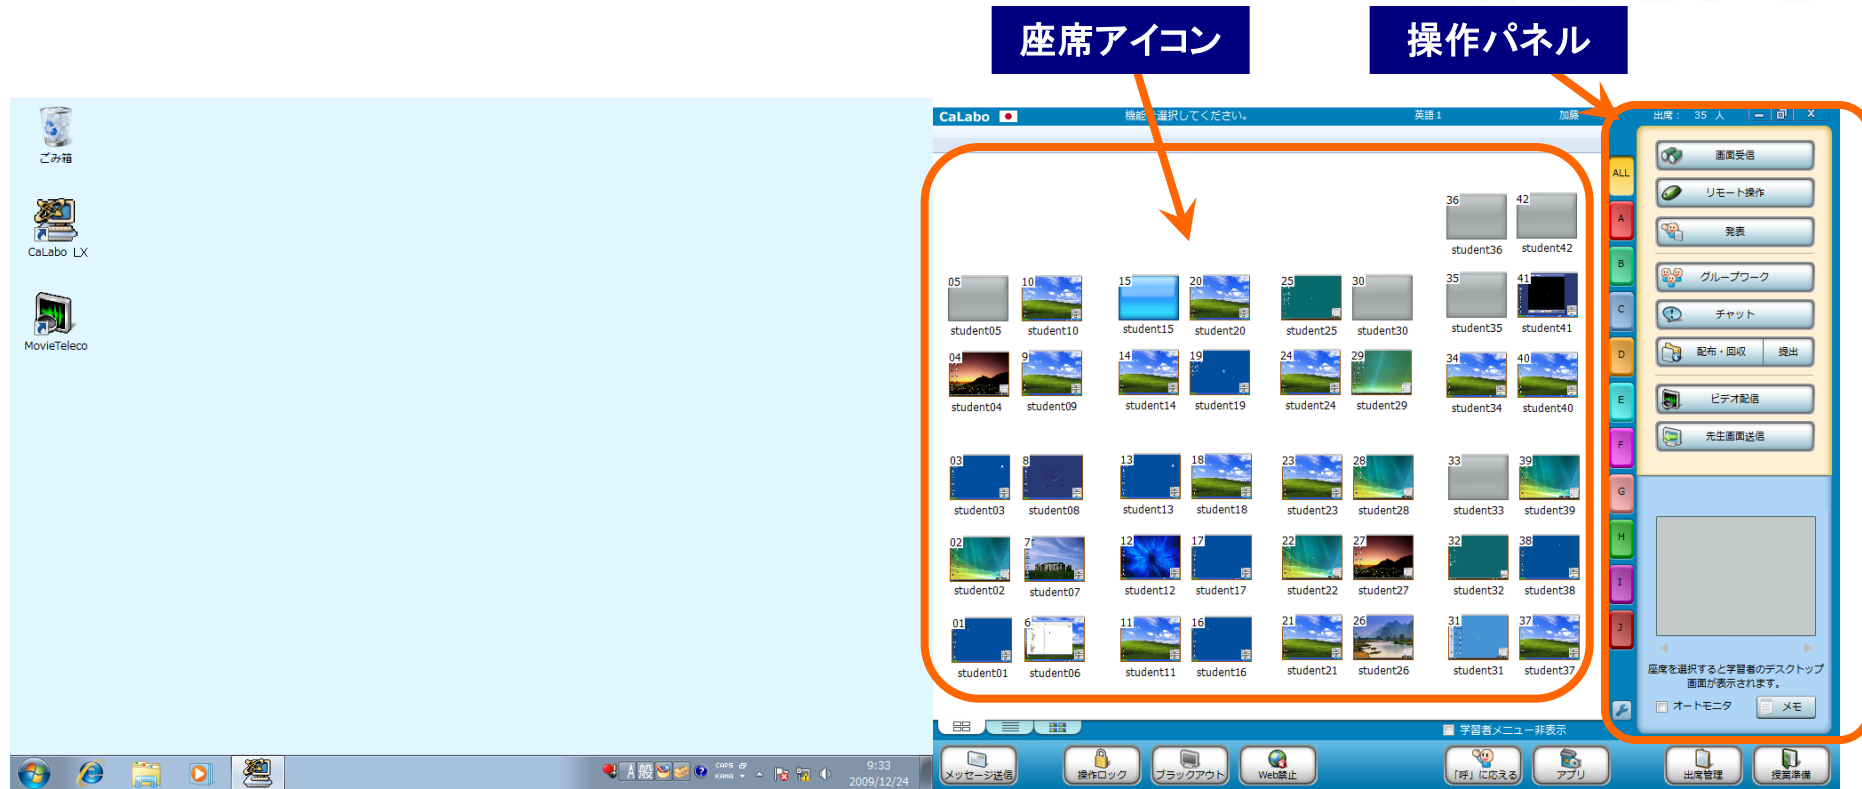 座席アイコン
操作パネル
ごみ箱
CaLabo LX
MovieTeleco
CaLabo
機能を選択してください。
英語1
加藤
出席: 35 人
36
42
student36
student42
05
10
15
20
25
30
35
41
student05
student10
student15
student20
student25
student30
student35
student41
04
9
14
19
24
29
34
40
student04
student09
student14
student19
student24
student29
student34
student40
03
8
13
18
23
28
33
39
student03
student08
student13
student18
student23
student28
student33
student39
02
7
12
17
22
27
32
38
student02
student07
student12
student17
student22
student27
student32
student38
01
6
11
16
21
26
31
37
student01
student06
student11
student16
student21
student26
student31
student37
ALL
A
B
C
D
E
F
G
H
I
J
画面受信
リモート操作
発表
グループワーク
チャット
配布・回収 提出
ビデオ配信
先生画面送信
座席を選択すると学習者のデスクトップ
画面が表示されます。
オートモニタ
メモ
学習者メニュー非表示
メッセージ送信
操作ロック
ブラックアウト
Web禁止
「呼」に応える
アプリ
出席管理
授業準備
A 般
CAPS
KANA
9:33
2009/12/24